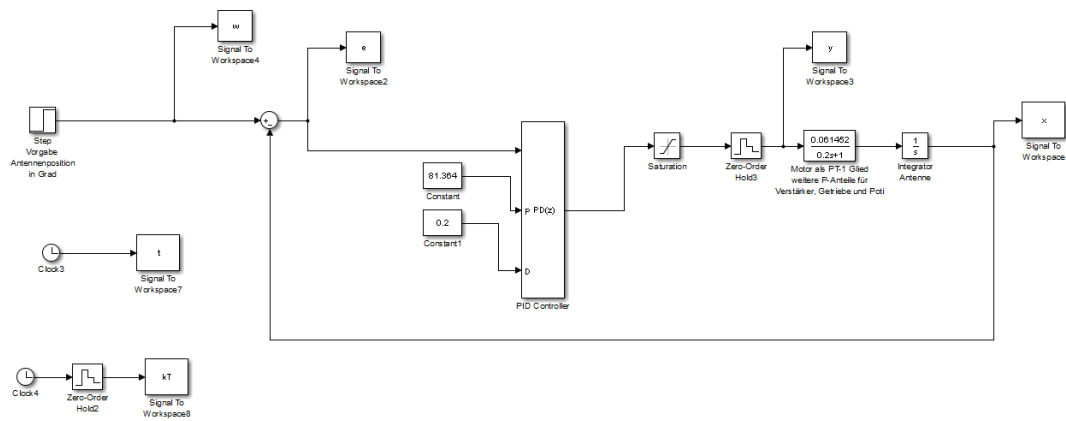 w
Signal To
Workspace4
e
Signal To
Workspace2
y
Signal To
Workspace3
x
Signal To
Workspace
Step
Vorgabe
Antennenposition
in Grad
+
_
81.364
Constant
0.2
Constant1
P
PD(z)
D
PID Controller
Saturation
Zero-Order
Hold3
0.061452
0.2s+1
Motor als PT-1 Glied
weitere P-Anteile für
Verstärker, Getriebe und Poti
1
s
Integrator
Antenne
Clock3
t
Signal To
Workspace7
Clock4
Zero-Order
Hold2
kT
Signal To
Workspace8